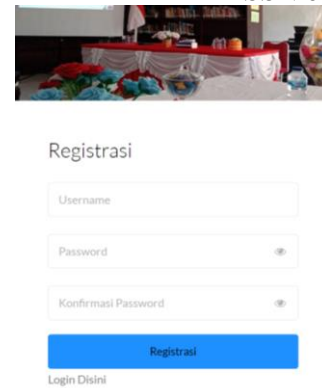 Registrasi
Username
Password
Konfirmasi Password
Registrasi
Login Disini